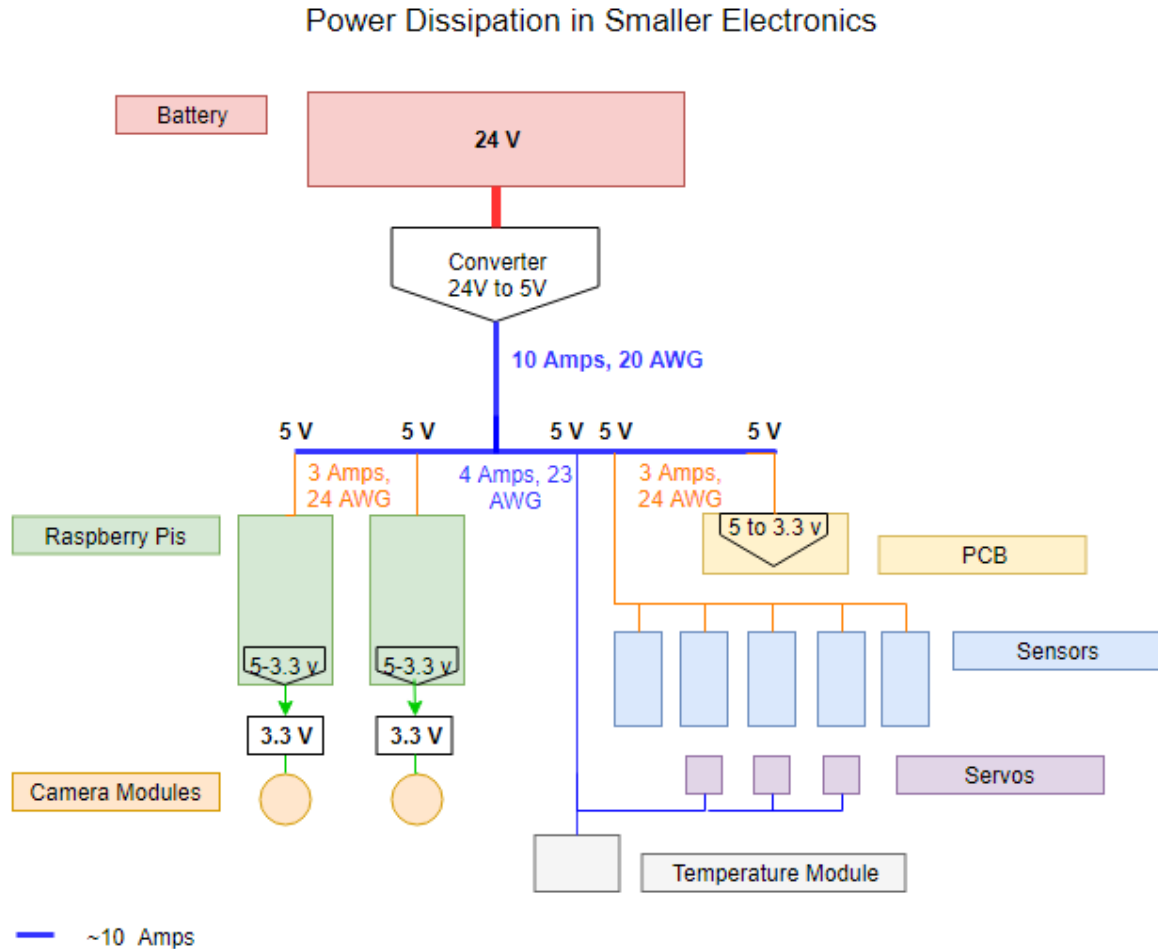 Power Dissipation in Smaller Electronics
Battery
24 V
Converter
24V to 5V
10 Amps, 20 AWG
5 V
5 V
5 V
5 V
5 V
3 Amps,
24 AWG
4 Amps, 23
AWG
3 Amps,
24 AWG
Raspberry Pis
5 to 3.3 v
PCB
5-3.3 v
5-3.3 v
Sensors
3.3 V
3.3 V
Camera Modules
Servos
Temperature Module
~10 Amps